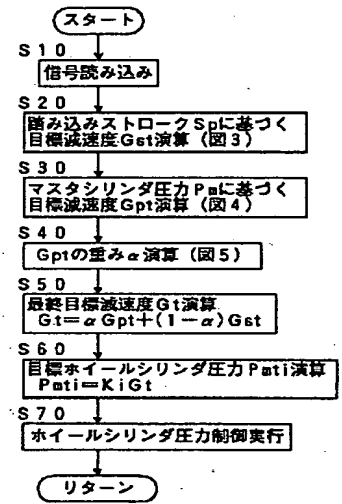 スタート
S10
信号読み込み
S20
踏み込みストロークSpに基づく
目標減速度Gst演算(図3)
S30
マスタシリンダ圧力Pmに基づく
目標減速度Gpt演算(図4)
S40
Gptの重みα演算(図5)
S50
最終目標減速度Gt演算
Gt=αGpt+(1-α)Gst
S60
目標ホイールシリンダ圧力Pmti演算
Pmti=KiGt
S70
ホイールシリンダ圧力制御実行
リターン